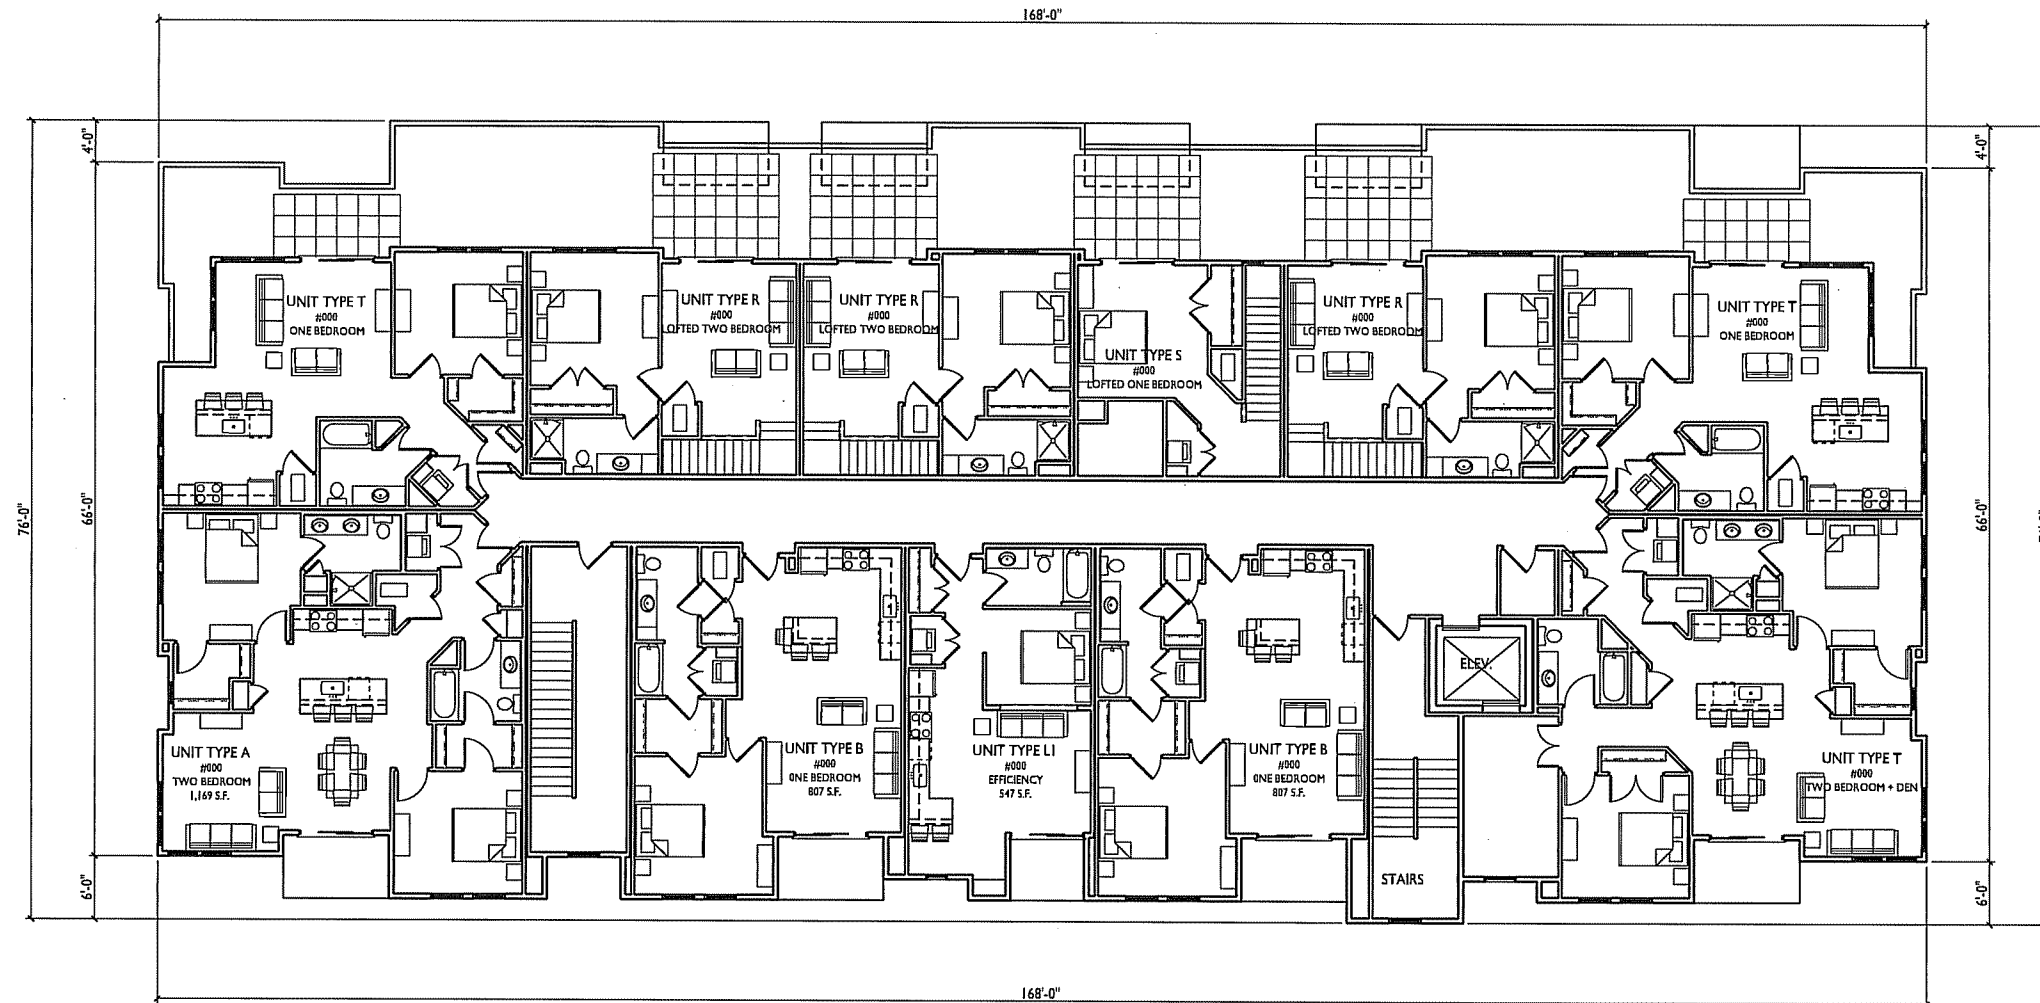 168'-0"
4'-0"
4'-0"
UNIT TYPE T
#000
ONE BEDROOM
UNIT TYPE R
#000
LOFTED TWO BEDROOM
UNIT TYPE R
#000
LOFTED TWO BEDROOM
UNIT TYPE S
#000
LOFTED ONE BEDROOM
UNIT TYPE R
#000
LOFTED TWO BEDROOM
UNIT TYPE T
#000
ONE BEDROOM
76'-0"
66'-0"
66'-0"
ELEV.
UNIT TYPE A
#000
TWO BEDROOM
1,169 S.F.
UNIT TYPE B
#000
ONE BEDROOM
807 S.F.
UNIT TYPE L1
#000
EFFICIENCY
547 S.F.
UNIT TYPE B
#000
ONE BEDROOM
807 S.F.
UNIT TYPE T
#000
TWO BEDROOM + DEN
STAIRS
6'-0"
6'-0"
168'-0"